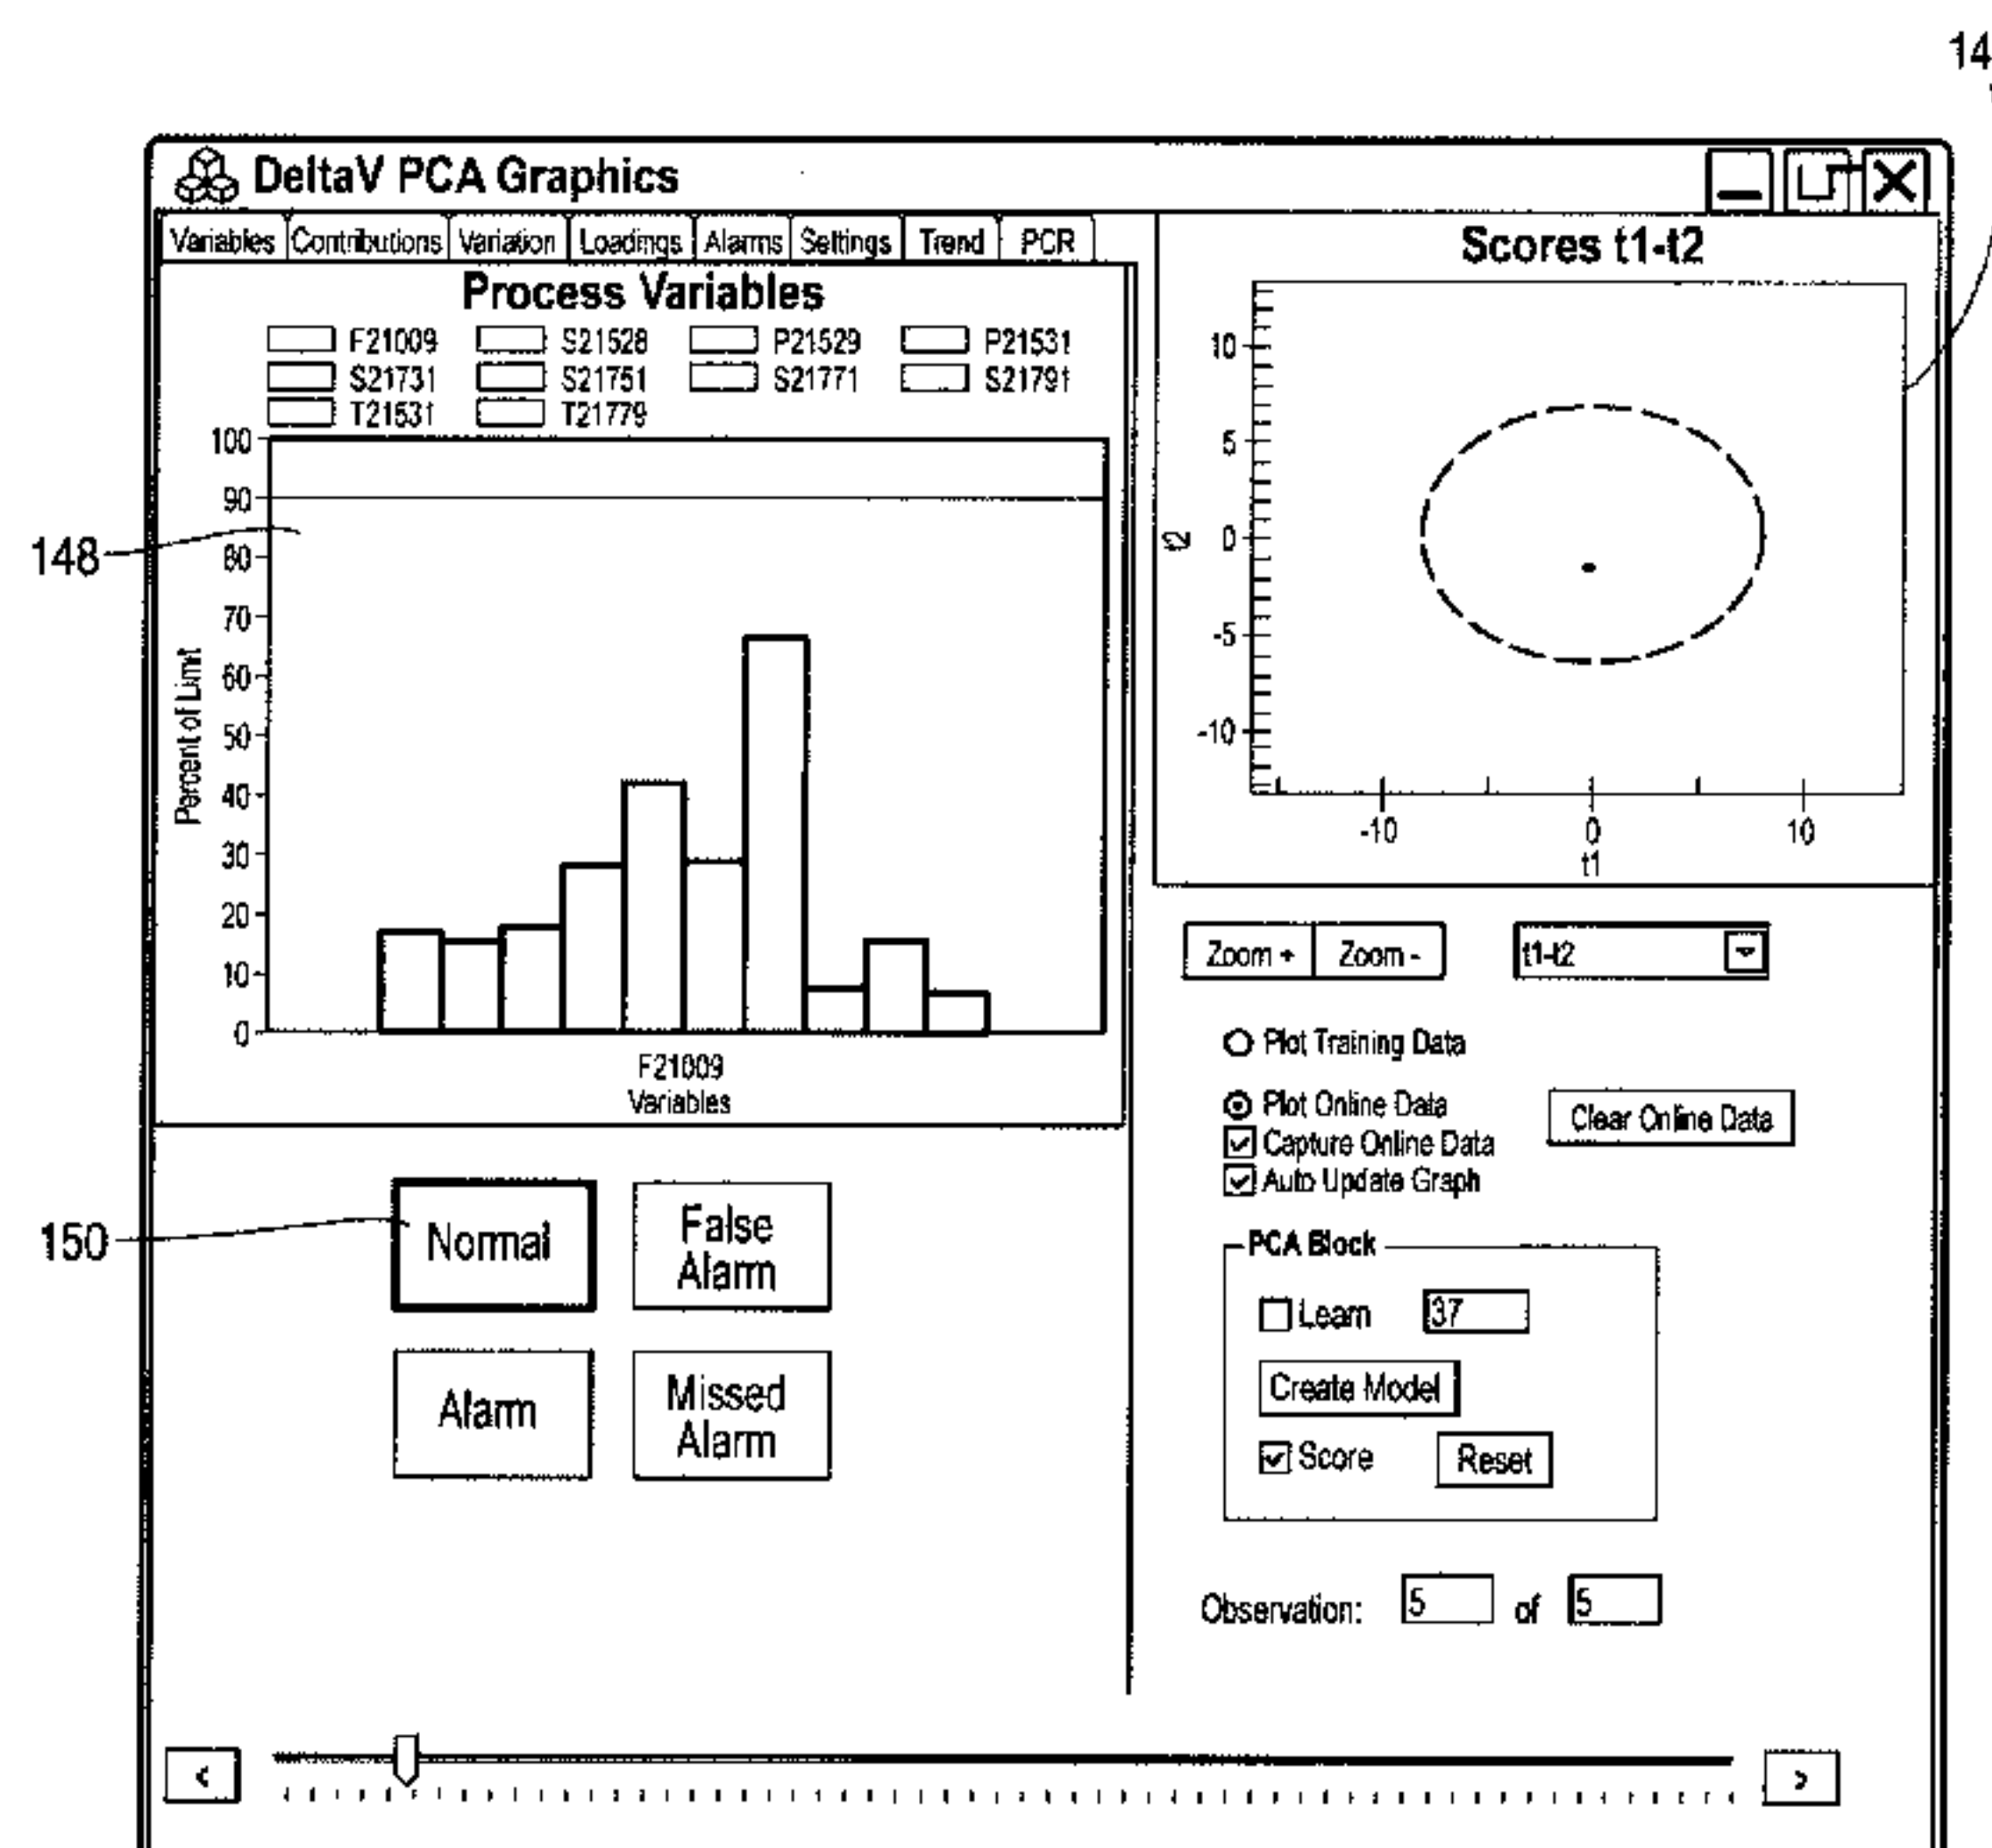 14
DeltaV PCA Graphics
Variables Contributions Variation Loadings Alarms Settings Trend PCR
Process Variables
F21009 S21528 P21529 P21531
S21731 S21751 S21771 S21791
T21531 T21779
100
90
80
70
60
50
40
30
20
10
0
Percent of Limit
F21009
Variables
148
Scores t1-t2
10
5
0
-5
-10
t2
-10 0 10
t1
Zoom + Zoom - t1-t2
Plot Training Data
Plot Online Data
Capture Online Data
Auto Update Graph
Clear Online Data
150
Normal
False
Alarm
Alarm
Missed
Alarm
PCA Block
Learn 37
Create Model
Score Reset
Observation: 5 of 5
< >